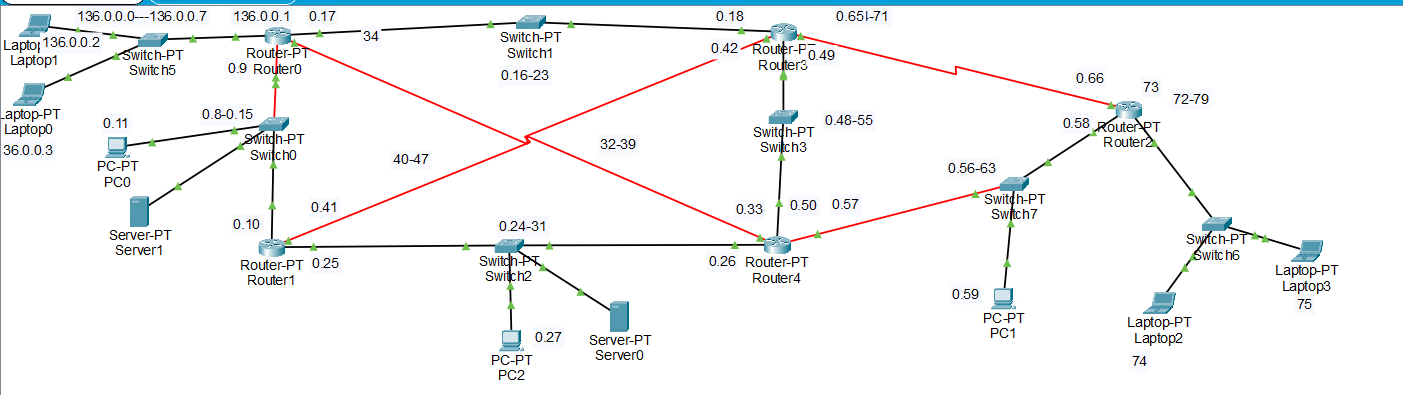 136.0.0.0---136.0.0.7
136.0.0.1
0.17
0.18
0.65I-71
Laptop1
136.0.0.2
Switch-PT
Switch5
Router-PT
Router0
34
Switch-PT
Switch1
0.16-23
0.42
Router-PT
Router3
0.49
0.9
0.66
73
72-79
Laptop-PT
Laptop0
36.0.0.3
0.11
0.8-0.15
Switch-PT
Switch0
PC-PT
PC0
40-47
32-39
0.48-55
Switch-PT
Switch3
0.58
Router-PT
Router2
0.56-63
Switch-PT
Switch7
0.41
0.33
0.50
0.57
0.10
Server-PT
Server1
0.24-31
Router-PT
Router1
0.25
Switch-PT
Switch2
0.26
Router-PT
Router4
Switch-PT
Switch6
Laptop-PT
Laptop3
75
0.59
PC-PT
PC1
Laptop-PT
Laptop2
74
0.27
PC-PT
PC2
Server-PT
Server0